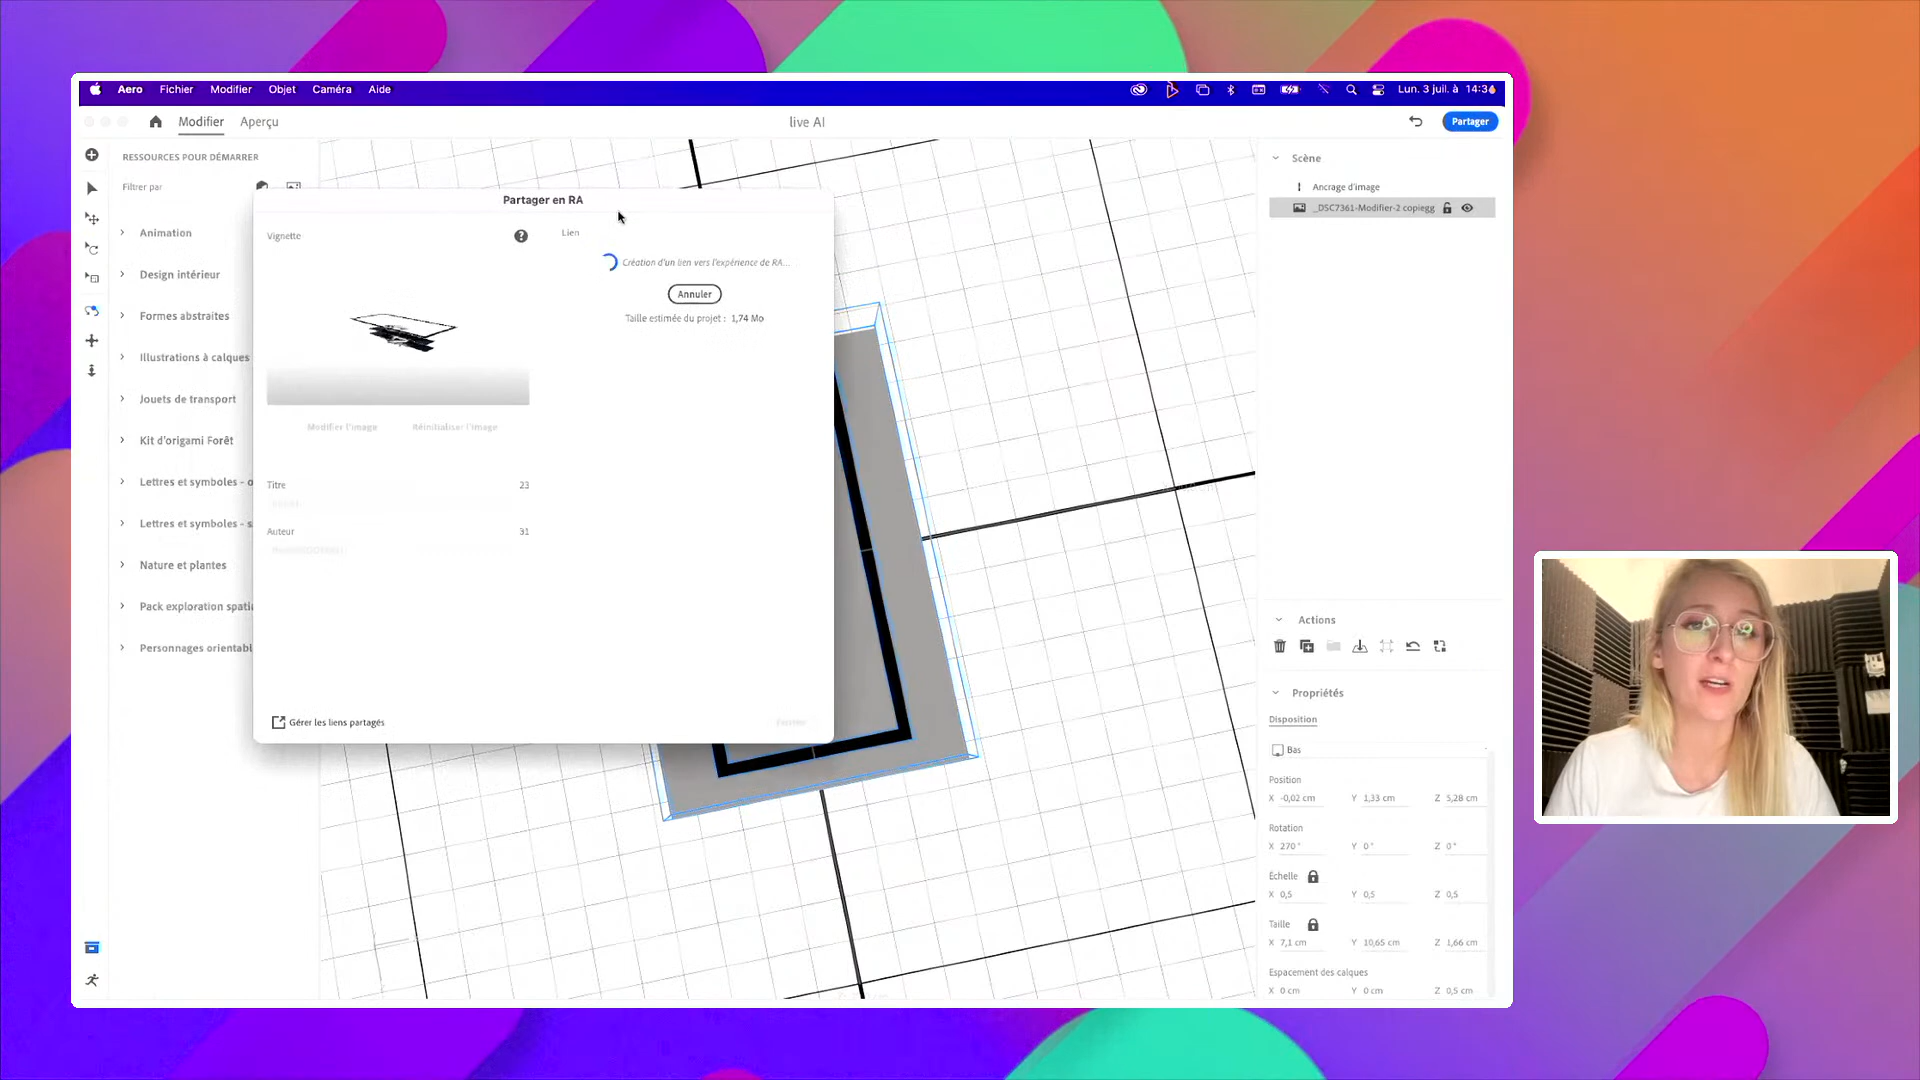 Aero Fichier Modifier Objet Caméra Aide
Lun. 3 juil. à 14:3
Modifier Aperçu
live AI
Partager
RESSOURCES POUR DÉMARRER
Filtrer par
Animation
Design intérieur
Formes abstraites
Illustrations à calques
Jouets de transport
Kit d'origami Forêt
Lettres et symboles - o
Lettres et symboles - s
Nature et plantes
Pack exploration spati
Personnages orientabl
Partage en RA
Vignette
?
Modifier l'image Réinitialiser l'image
Titre 23
Auteur 31
Gérer les liens partagés
Lien
Création d'un lien vers l'expérience de RA...
Annuler
Taille estimée du projet : 1,74 Mo
Scène
Ancrage d'image
_DSC7361-Modifier-2 copiegg
Actions
Propriétés
Disposition
Bas
Position
X -0,02 cm Y 1,33 cm Z 5,28 cm
Rotation
X 270° Y 0° Z 0°
Échelle
X 0,5 Y 0,5 Z 0,5
Taille
X 7,1 cm Y 10,65 cm Z 1,66 cm
Espacement des calques
X 0 cm Y 0 cm Z 0,5 cm